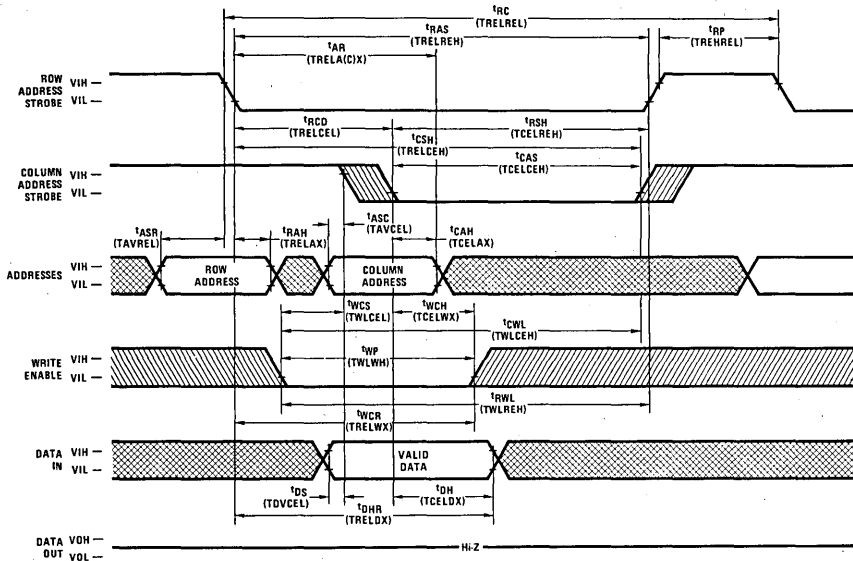 tRC
(TRELREL)
tRAS
(TRELREH)
tRP
(TREHREL)
tAR
(TRELA(C)X)
ROW
ADDRESS
STROBE
VIH
VIL
tRCD
(TRELCEL)
tRSH
(TCELREH)
tCSH
(TRELCEH)
tCAS
(TCELCEH)
COLUMN
ADDRESS
STROBE
VIH
VIL
tASR
(TAVREL)
tRAH
(TRELAX)
tASC
(TAVCEL)
tCAH
(TCELAX)
ADDRESSES
VIH
VIL
ROW
ADDRESS
COLUMN
ADDRESS
tWCS
(TWLCEL)
tWCH
(TCELWX)
tCWL
(TWLCEH)
tWP
(TWLWH)
WRITE
ENABLE
VIH
VIL
tRWL
(TWLREH)
tWCR
(TRELWX)
DATA
IN
VIH
VIL
VALID
DATA
tDS
(TDVCEL)
tDH
(TCELDX)
tDHR
(TRELDX)
DATA
OUT
VOH
VOL
Hi-Z